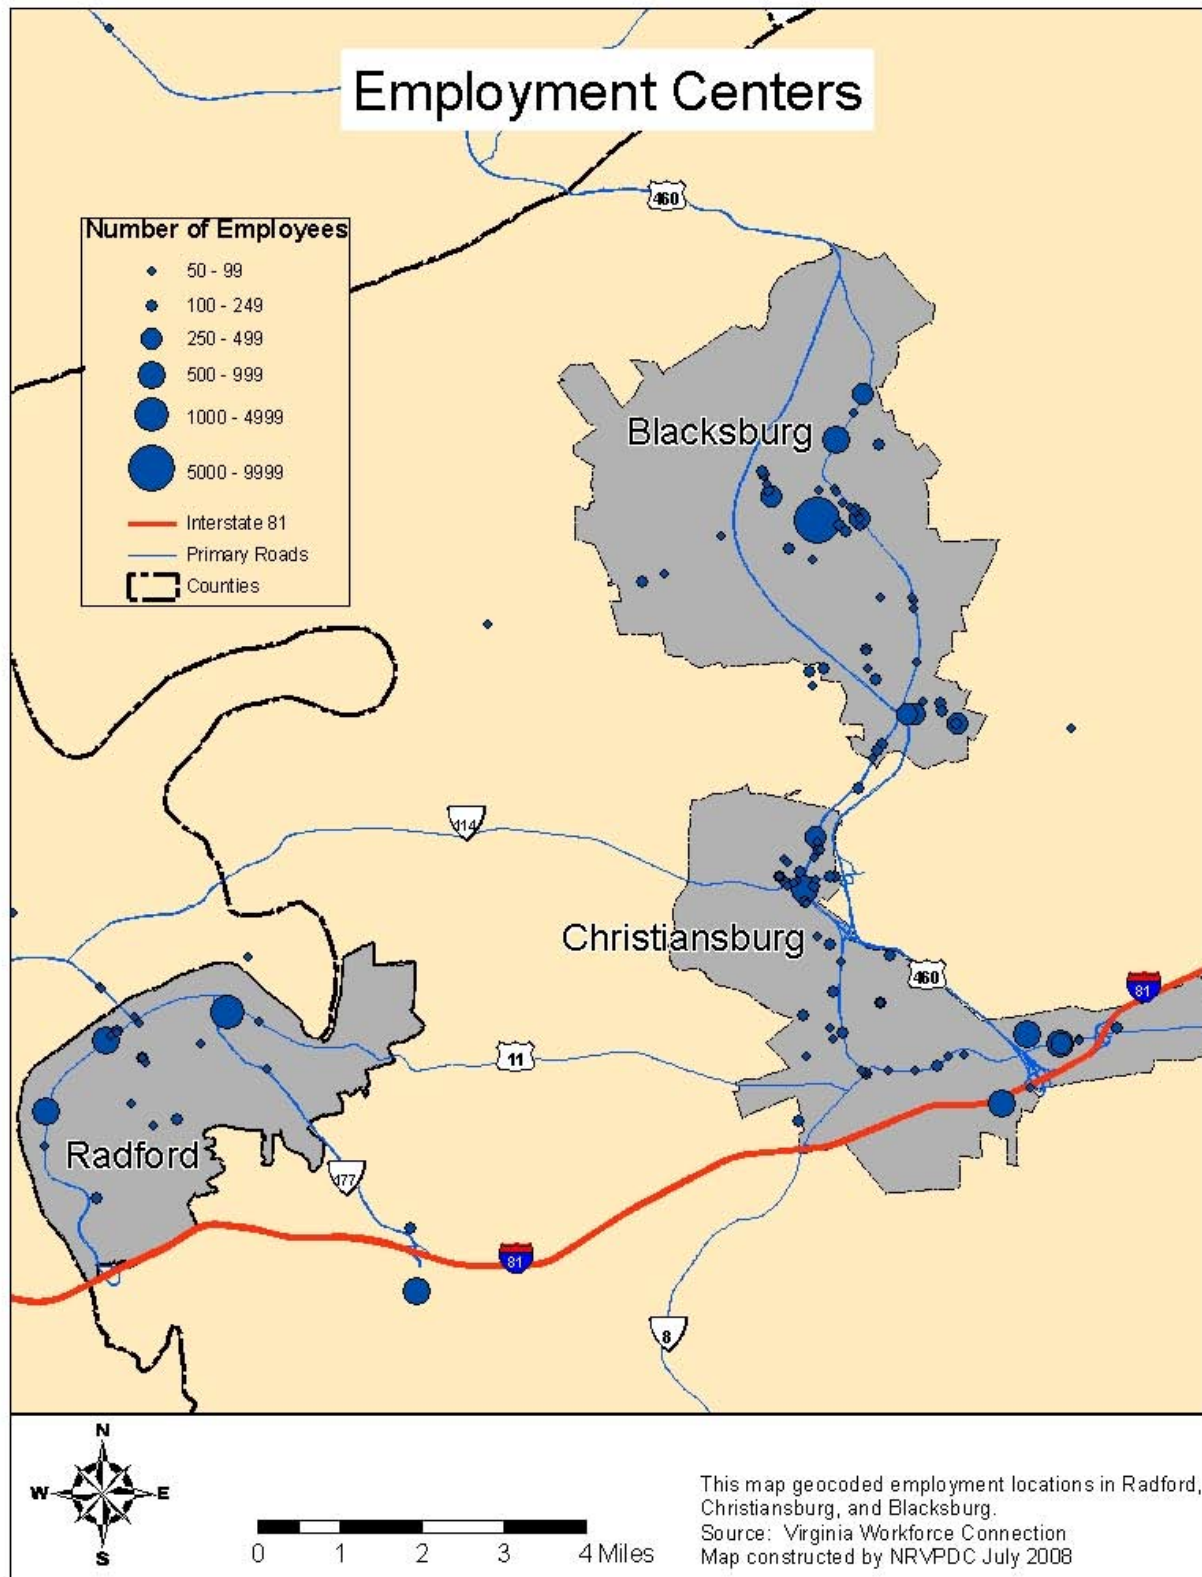 Employment Centers
460
Number of Employees
50 - 99
100 - 249
250 - 499
500 - 999
1000 - 4999
5000 - 9999
Interstate 81
Primary Roads
Counties
Blacksburg
414
Christiansburg
460
81
11
Radford
177
81
8
N
W E
S
0 1 2 3 4 Miles
This map geocoded employment locations in Radford,
Christiansburg, and Blacksburg.
Source: Virginia Workforce Connection
Map constructed by NRVPDC July 2008